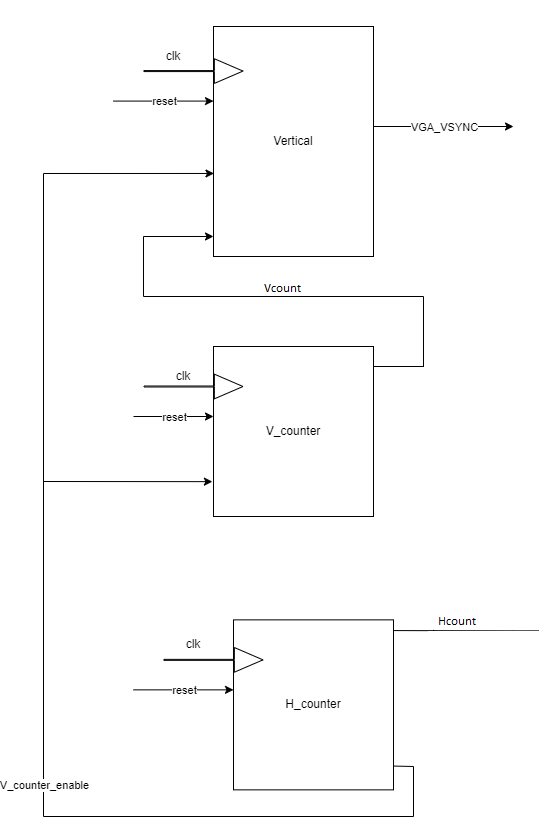 clk
reset
VGA_VSYNC
Vertical
Vcount
clk
reset
V_counter
Hcount
clk
reset
H_counter
V_counter_enable